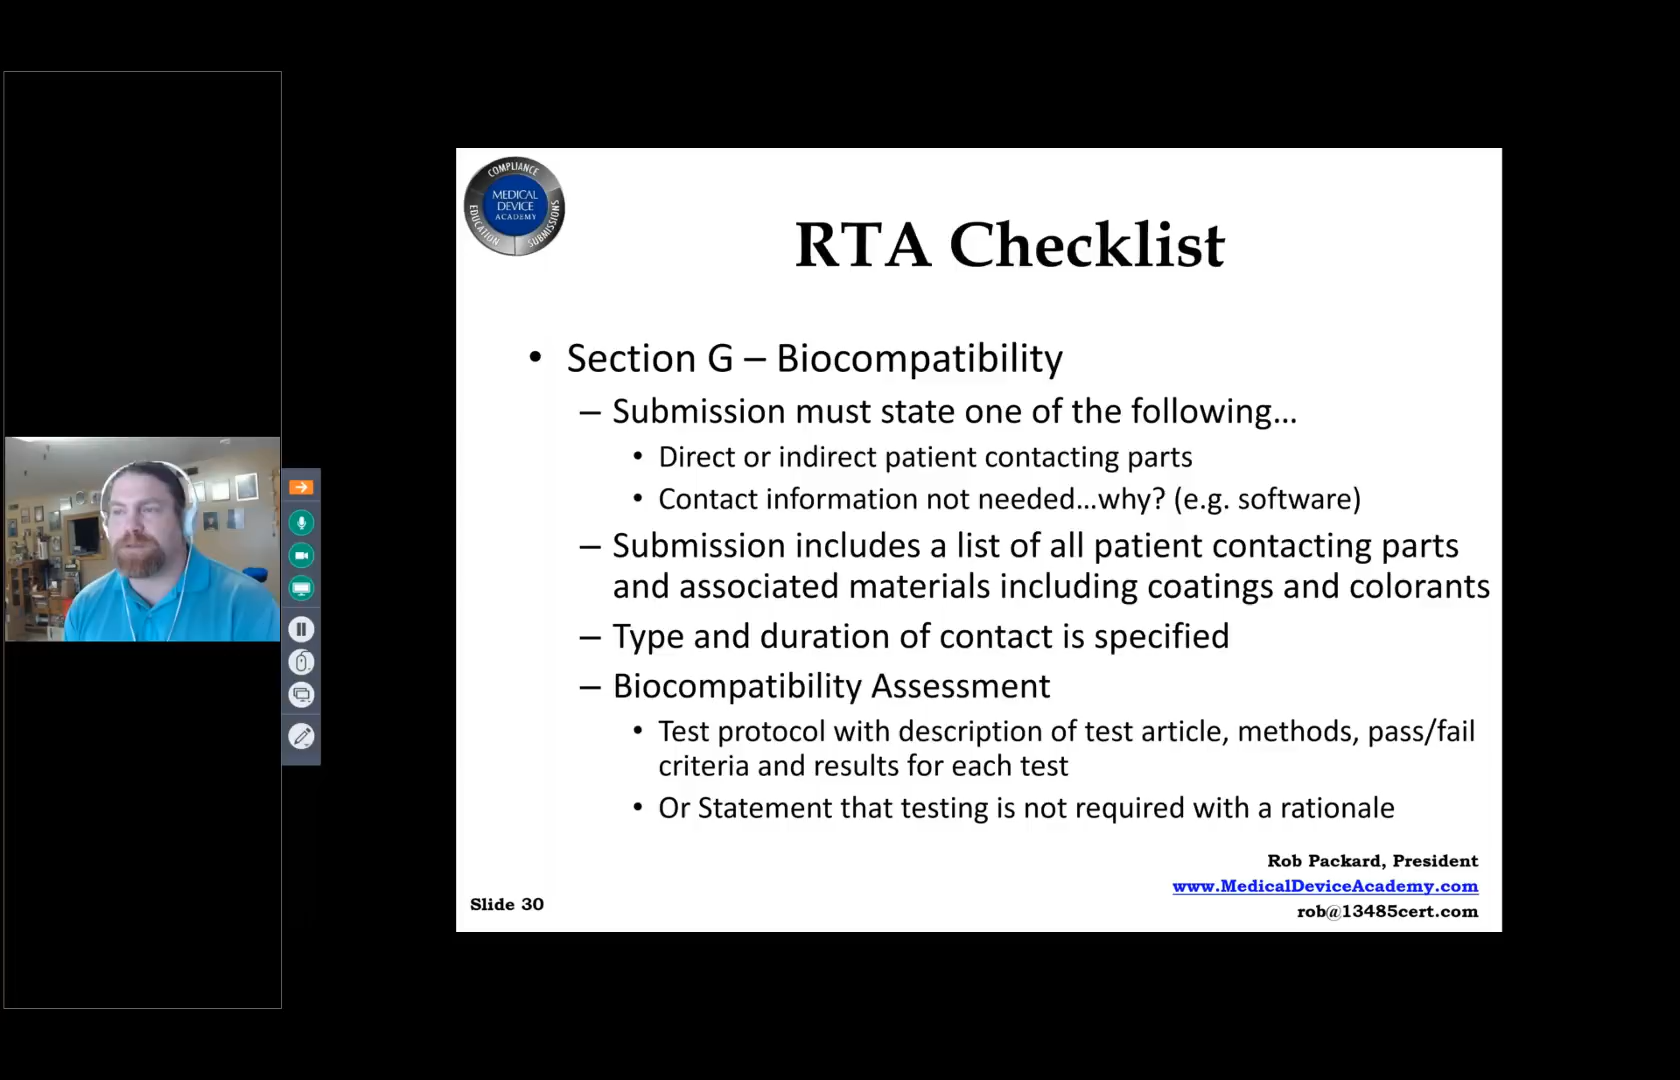 COMPLIANCE
MEDICAL
DEVICE
ACADEMY
EDUCATION
SUBMISSIONS
RTA Checklist
• Section G – Biocompatibility
– Submission must state one of the following…
• Direct or indirect patient contacting parts
• Contact information not needed…why? (e.g. software)
– Submission includes a list of all patient contacting parts
and associated materials including coatings and colorants
– Type and duration of contact is specified
– Biocompatibility Assessment
• Test protocol with description of test article, methods, pass/fail
criteria and results for each test
• Or Statement that testing is not required with a rationale
Rob Packard, President
www.MedicalDeviceAcademy.com
rob@13485cert.com
Slide 30